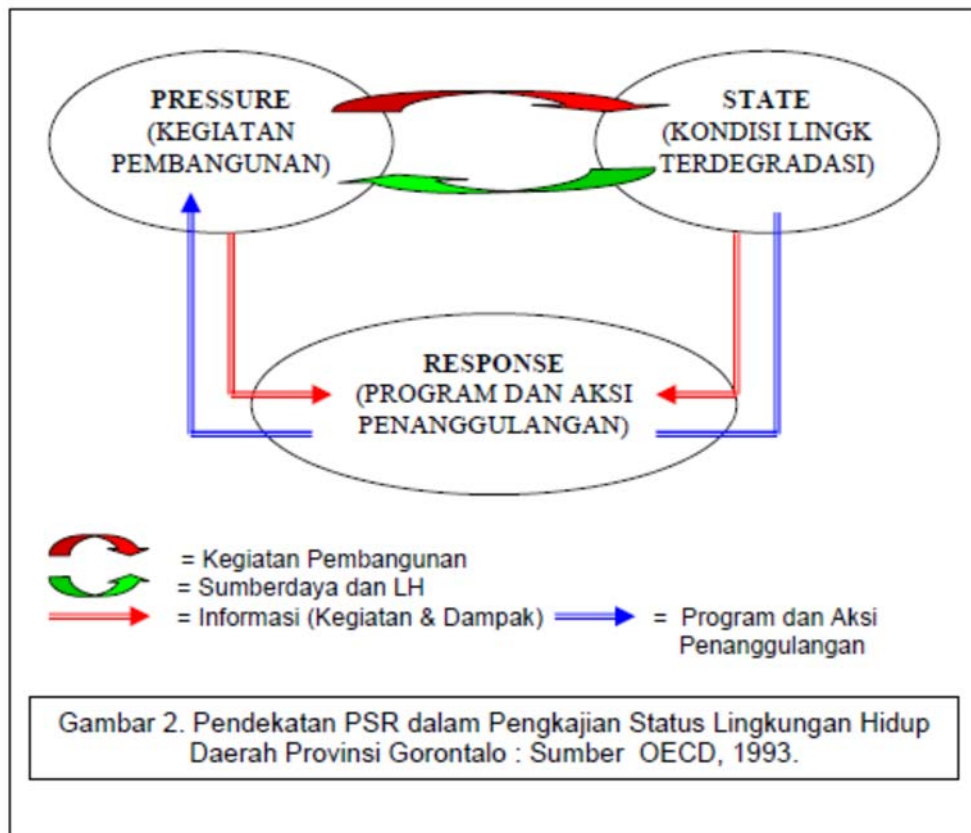 PRESSURE
(KEGIATAN
PEMBANGUNAN)
STATE
(KONDISI LINGK
TERDEGRADASI)
RESPONSE
(PROGRAM DAN AKSI
PENANGGULANGAN)
= Kegiatan Pembangunan
= Sumberdaya dan LH
= Informasi (Kegiatan & Dampak)
= Program dan Aksi
Penanggulangan
Gambar 2. Pendekatan PSR dalam Pengkajian Status Lingkungan Hidup
Daerah Provinsi Gorontalo : Sumber OECD, 1993.